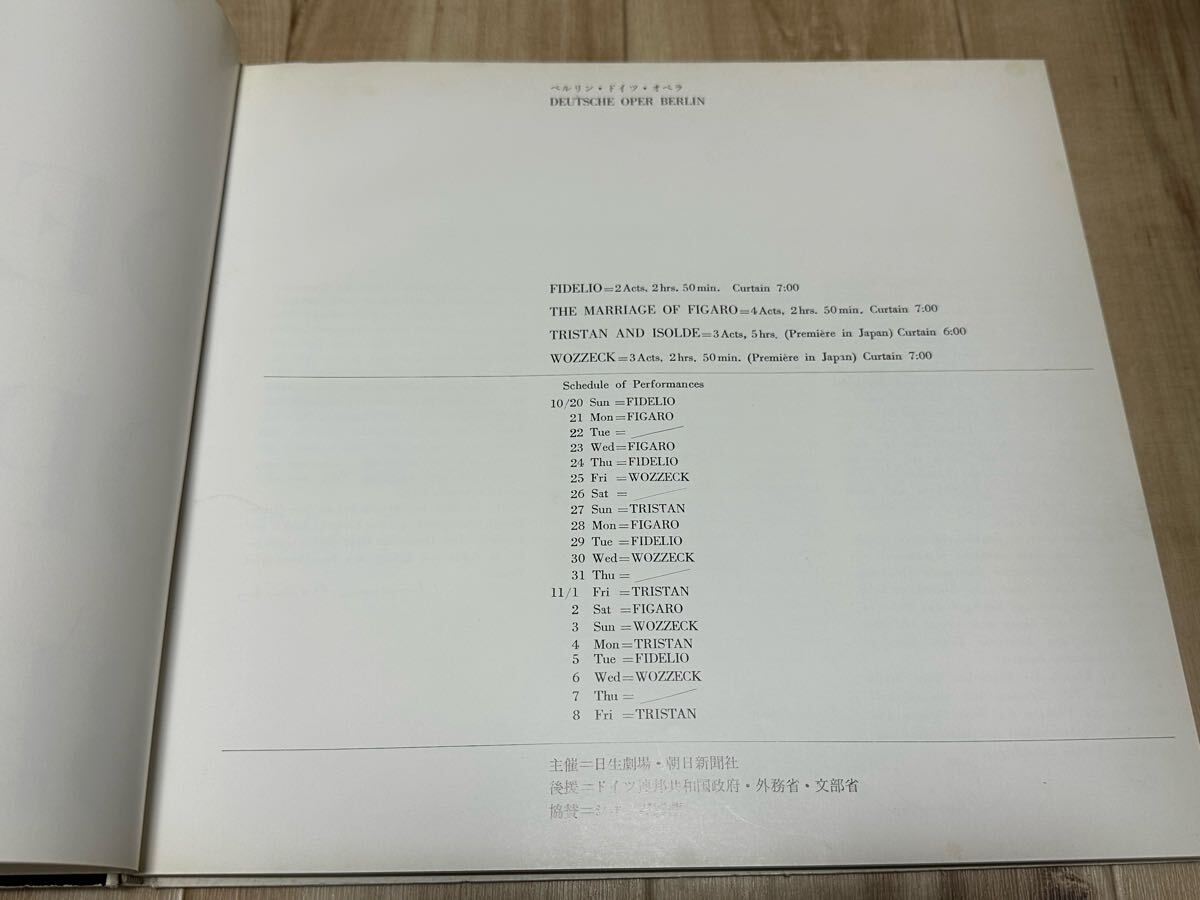 ベルリン・ドイツ・オペラ
DEUTSCHE OPER BERLIN
FIDELIO=2 Acts, 2 hrs. 50 min. Curtain 7:00
THE MARRIAGE OF FIGARO=4 Acts, 2 hrs. 50 min. Curtain 7:00
TRISTAN AND ISOLDE=3 Acts, 5 hrs. (Première in Japan) Curtain 6:00
WOZZECK=3 Acts, 2 hrs. 50 min. (Première in Japan) Curtain 7:00
Schedule of Performances
10/20 Sun =FIDELIO
21 Mon=FIGARO
22 Tue =
23 Wed=FIGARO
24 Thu =FIDELIO
25 Fri =WOZZECK
26 Sat =
27 Sun =TRISTAN
28 Mon=FIGARO
29 Tue =FIDELIO
30 Wed=WOZZECK
31 Thu =
11/1 Fri =TRISTAN
2 Sat =FIGARO
3 Sun =WOZZECK
4 Mon=TRISTAN
5 Tue =FIDELIO
6 Wed=WOZZECK
7 Thu =
8 Fri =TRISTAN
主催=日生劇場・朝日新聞社
後援=ドイツ連邦共和国政府・外務省・文部省
協賛=